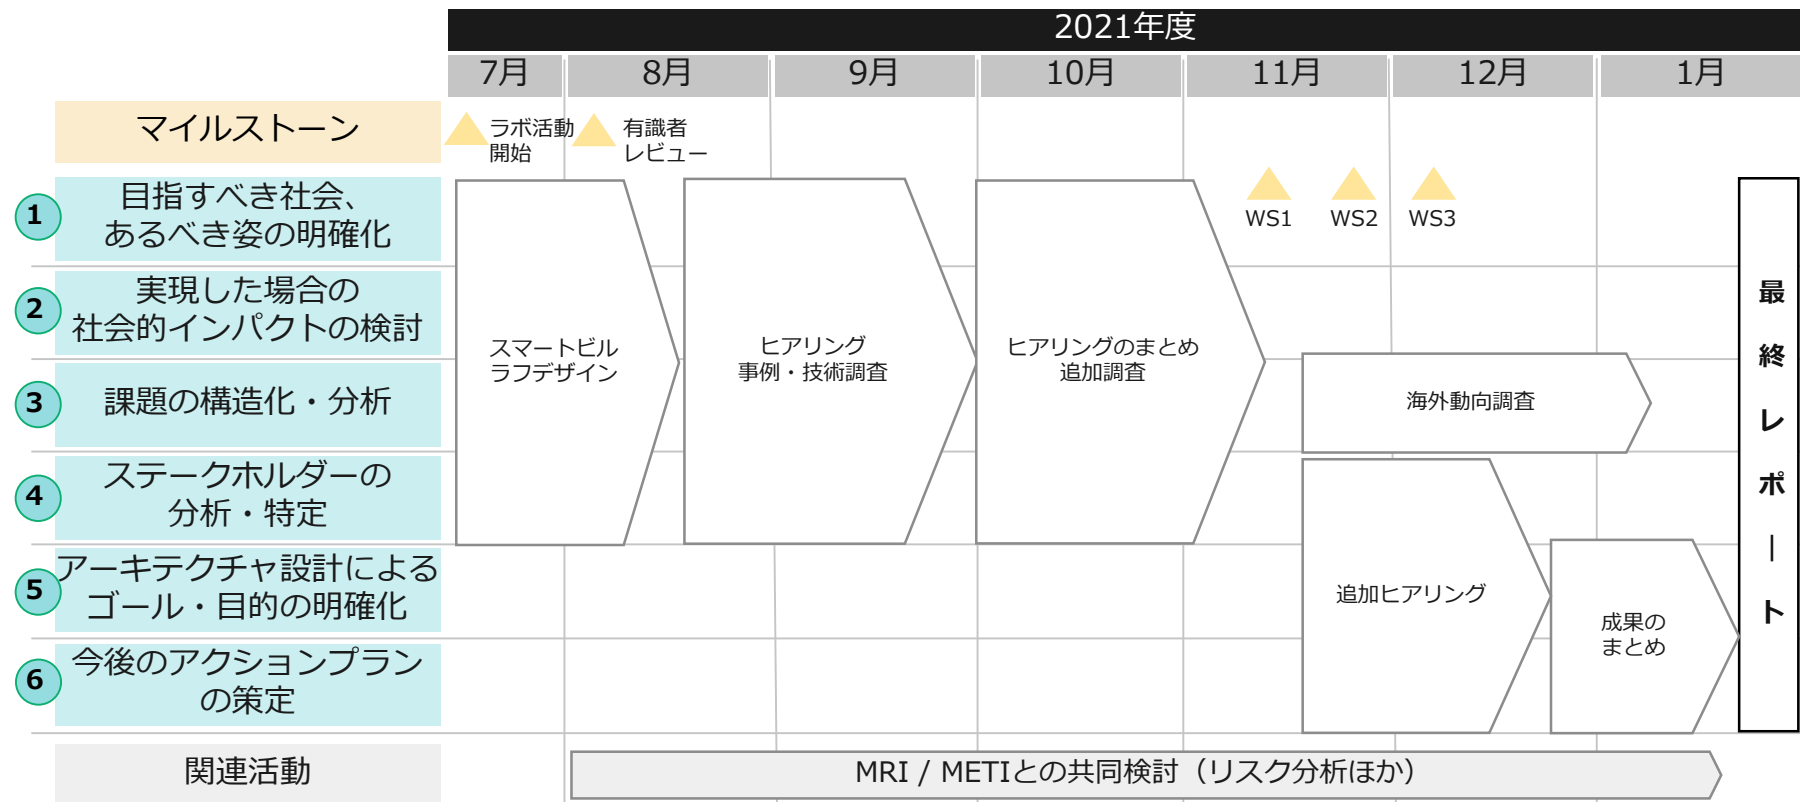 2021年度
7月
8月
9月
10月
11月
12月
1月
マイルストーン
ラボ活動
開始
有識者
レビュー
1
目指すべき社会、
あるべき姿の明確化
WS1
WS2
WS3
2
実現した場合の
社会的インパクトの検討
3
課題の構造化・分析
4
ステークホルダーの
分析・特定
5
アーキテクチャ設計による
ゴール・目的の明確化
6
今後のアクションプラン
の策定
スマートビル
ラフデザイン
ヒアリング
事例・技術調査
ヒアリングのまとめ
追加調査
海外動向調査
追加ヒアリング
成果の
まとめ
最終レポート
関連活動
MRI / METIとの共同検討（リスク分析ほか）